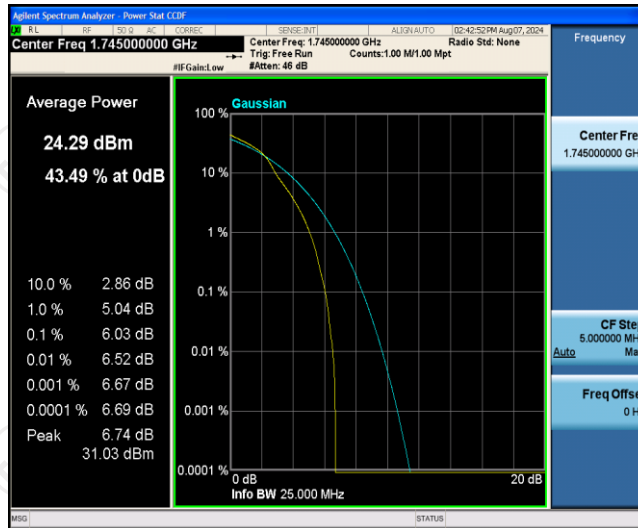 Agilent Spectrum Analyzer - Power Stat CCDF
LXI RL RF 50 Ω AC CORREC SENSE:INT ALIGN AUTO 02:42:52 PM Aug 07, 2024
Center Freq 1.745000000 GHz
Center Freq: 1.745000000 GHz Radio Std: None
Trig: Free Run Counts:1.00 M/1.00 Mpt
#IFGain:Low #Atten: 46 dB
Frequency
Average Power
24.29 dBm
43.49 % at 0dB
10.0 % 2.86 dB
1.0 % 5.04 dB
0.1 % 6.03 dB
0.01 % 6.52 dB
0.001 % 6.67 dB
0.0001 % 6.69 dB
Peak 6.74 dB
31.03 dBm
Gaussian
100 %
10 %
1 %
0.1 %
0.01 %
0.001 %
0.0001 %
0 dB 20 dB
Info BW 25.000 MHz
Center Fre
1.745000000 GH
CF Ste
5.000000 MH
Auto Ma
Freq Offse
0 H
MSG STATUS